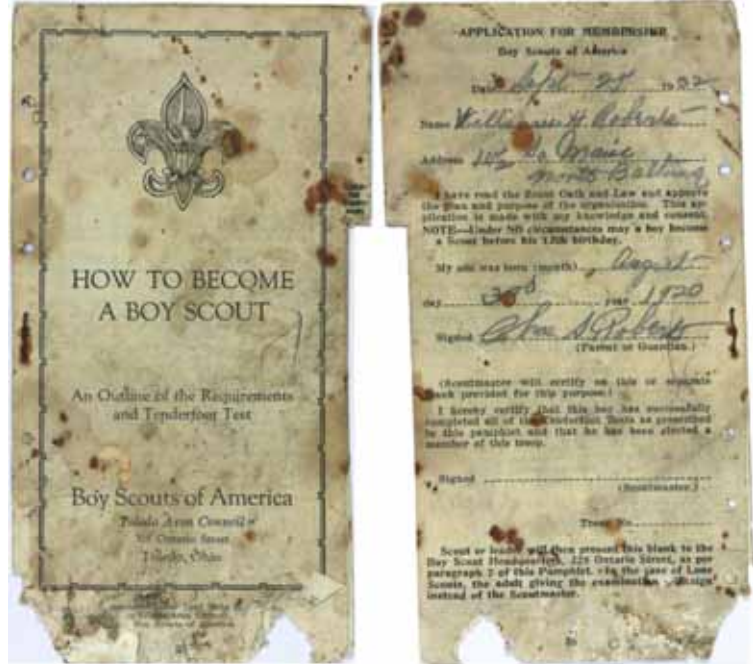 HOW TO BECOME
A BOY SCOUT
An Outline of the Requirements
and Tenderfoot Test
Boy Scouts of America
Toledo Area Council
Ontario Street
Toledo, Ohio
APPLICATION FOR MEMBERSHIP
Boy Scouts of America
Date Sept 29 1932
Name William H Roberts
Address So Main
North Balting
I have read the Scout Oath and Law and approve
the plan and purpose of the organization. This ap-
plication is made with my knowledge and consent.
NOTE—Under NO circumstances may a boy become
a Scout before his 12th birthday.
My son was born (month) August
day year 1920
Signed S. Roberts
(Parent or Guardian.)
(Scoutmaster will certify on this or separate
blank provided for this purpose.)
I hereby certify that this boy has successfully
completed all of the Tenderfoot Tests as prescribed
in this pamphlet and that he has been elected a
member of this troop.
Signed
(Scoutmaster.)
Troop No.
Scout or leader will then present this blank to the
Boy Scout Headquarters, 225 Ontario Street, as per
paragraph 2 of this Pamphlet. In the case of Lone
Scouts, the adult giving the examination will sign
instead of the Scoutmaster.